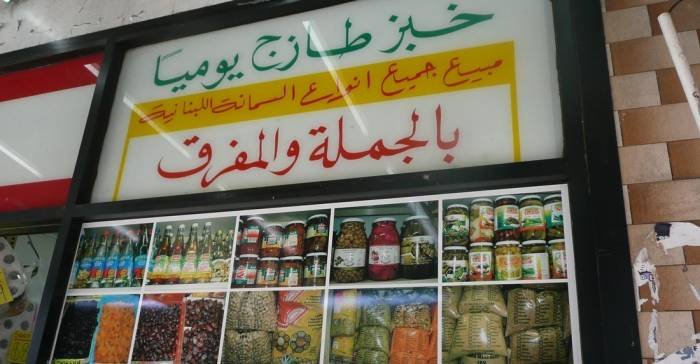 خبز طازج يومياً
مبيع جميع انواع السمانة اللبنانية
بالجملة والمفرق